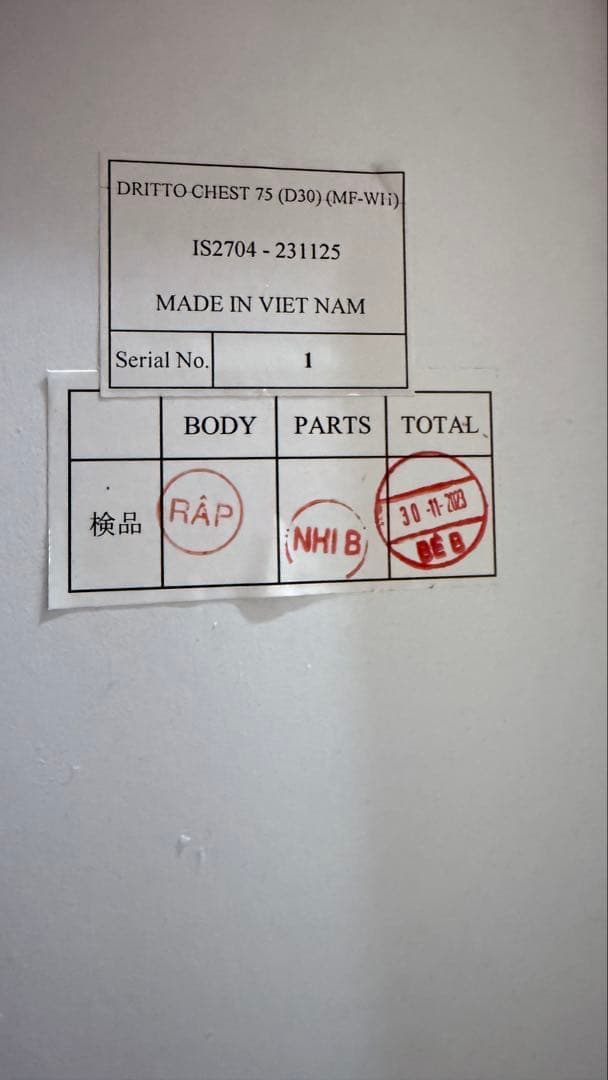 DRITTO CHEST 75 (D30) (MF-WH)
IS2704 - 231125
MADE IN VIET NAM
Serial No. 1
BODY PARTS TOTAL
検品 RÂP NHI B 30-11-2023
BÉ B